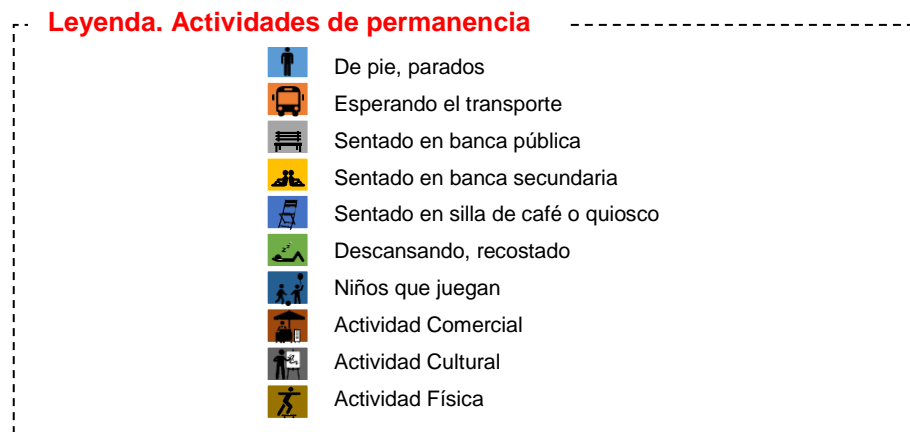 Leyenda. Actividades de permanencia
De pie, parados
Esperando el transporte
Sentado en banca pública
Sentado en banca secundaria
Sentado en silla de café o quiosco
Descansando, recostado
Niños que juegan
Actividad Comercial
Actividad Cultural
Actividad Física